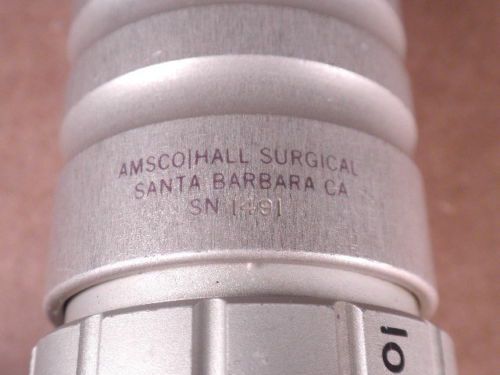 AMSCO|HALL SURGICAL
SANTA BARBARA CA
SN 1491